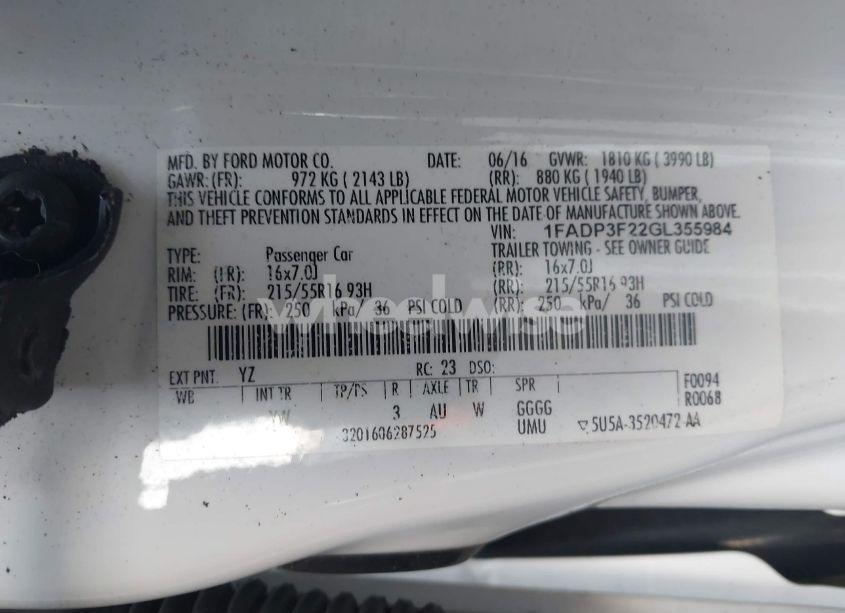 MFD. BY FORD MOTOR CO. DATE: 06/16 GVWR: 1810 KG ( 3990 LB)
GAWR: (FR): 972 KG ( 2143 LB) (RR): 880 KG ( 1940 LB)
THIS VEHICLE CONFORMS TO ALL APPLICABLE FEDERAL MOTOR VEHICLE SAFETY, BUMPER,
AND THEFT PREVENTION STANDARDS IN EFFECT ON THE DATE OF MANUFACTURE SHOWN ABOVE.
VIN: 1FADP3F22GL355984
TYPE: Passenger Car TRAILER TOWING - SEE OWNER GUIDE
RIM: (FR): 16x7.0J (RR): 16x7.0J
TIRE: (FR): 215/55R16 93H (RR): 215/55R16 93H
PRESSURE: (FR): 250 kPa/ 36 PSI COLD (RR): 250 kPa/ 36 PSI COLD
wheelwise
EXT PNT: YZ RC: 23 DSO:
WB INT TR TP/PS R AXLE TR SPR F0094
YW 3 AU W GGGG R0068
3201606287525 UMU 5U5A-3520472 AA